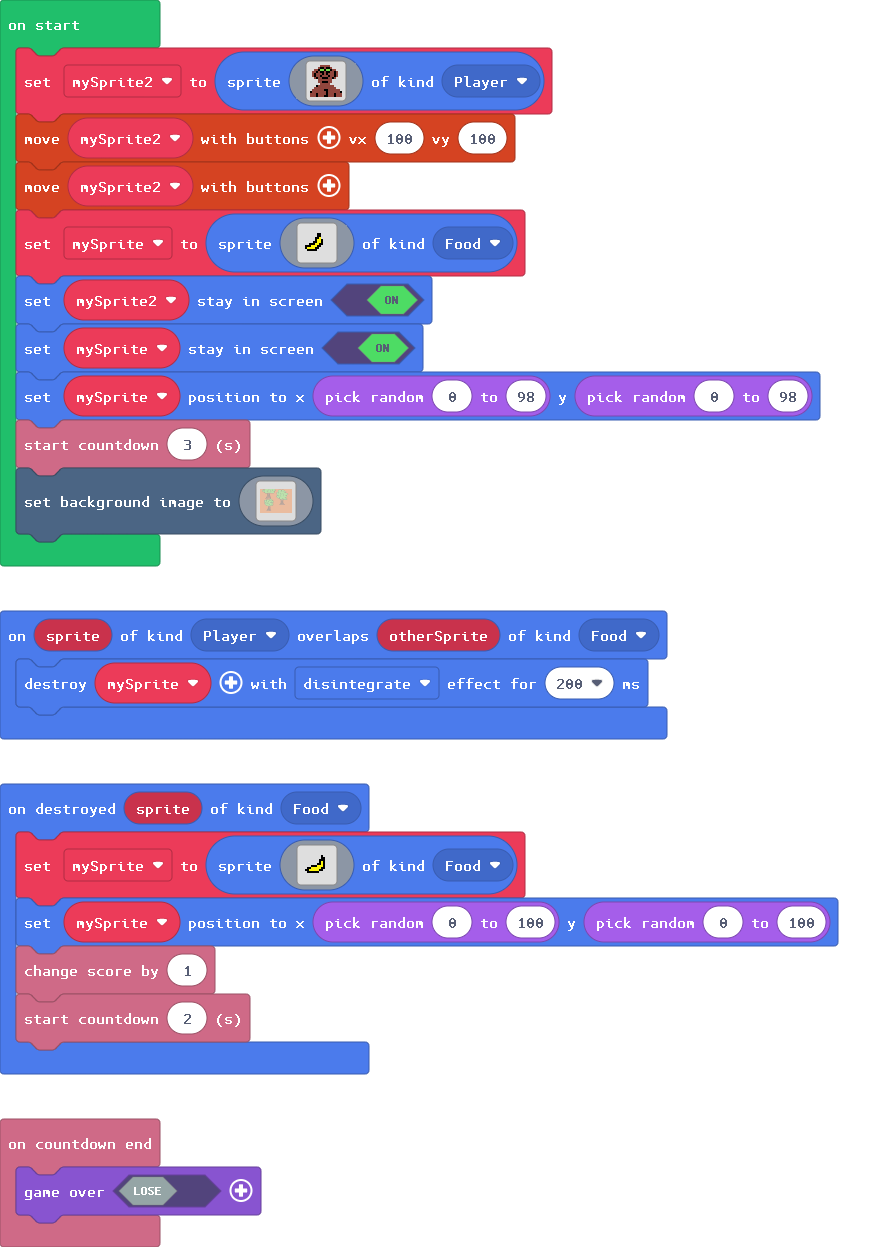 on start
set mySprite2 to sprite of kind Player
move mySprite2 with buttons vx 100 vy 100
move mySprite2 with buttons
set mySprite to sprite of kind Food
set mySprite2 stay in screen ON
set mySprite stay in screen ON
set mySprite position to x pick random 0 to 98 y pick random 0 to 98
start countdown 3 (s)
set background image to
on sprite of kind Player overlaps otherSprite of kind Food
destroy mySprite with disintegrate effect for 200 ms
on destroyed sprite of kind Food
set mySprite to sprite of kind Food
set mySprite position to x pick random 0 to 100 y pick random 0 to 100
change score by 1
start countdown 2 (s)
on countdown end
game over LOSE